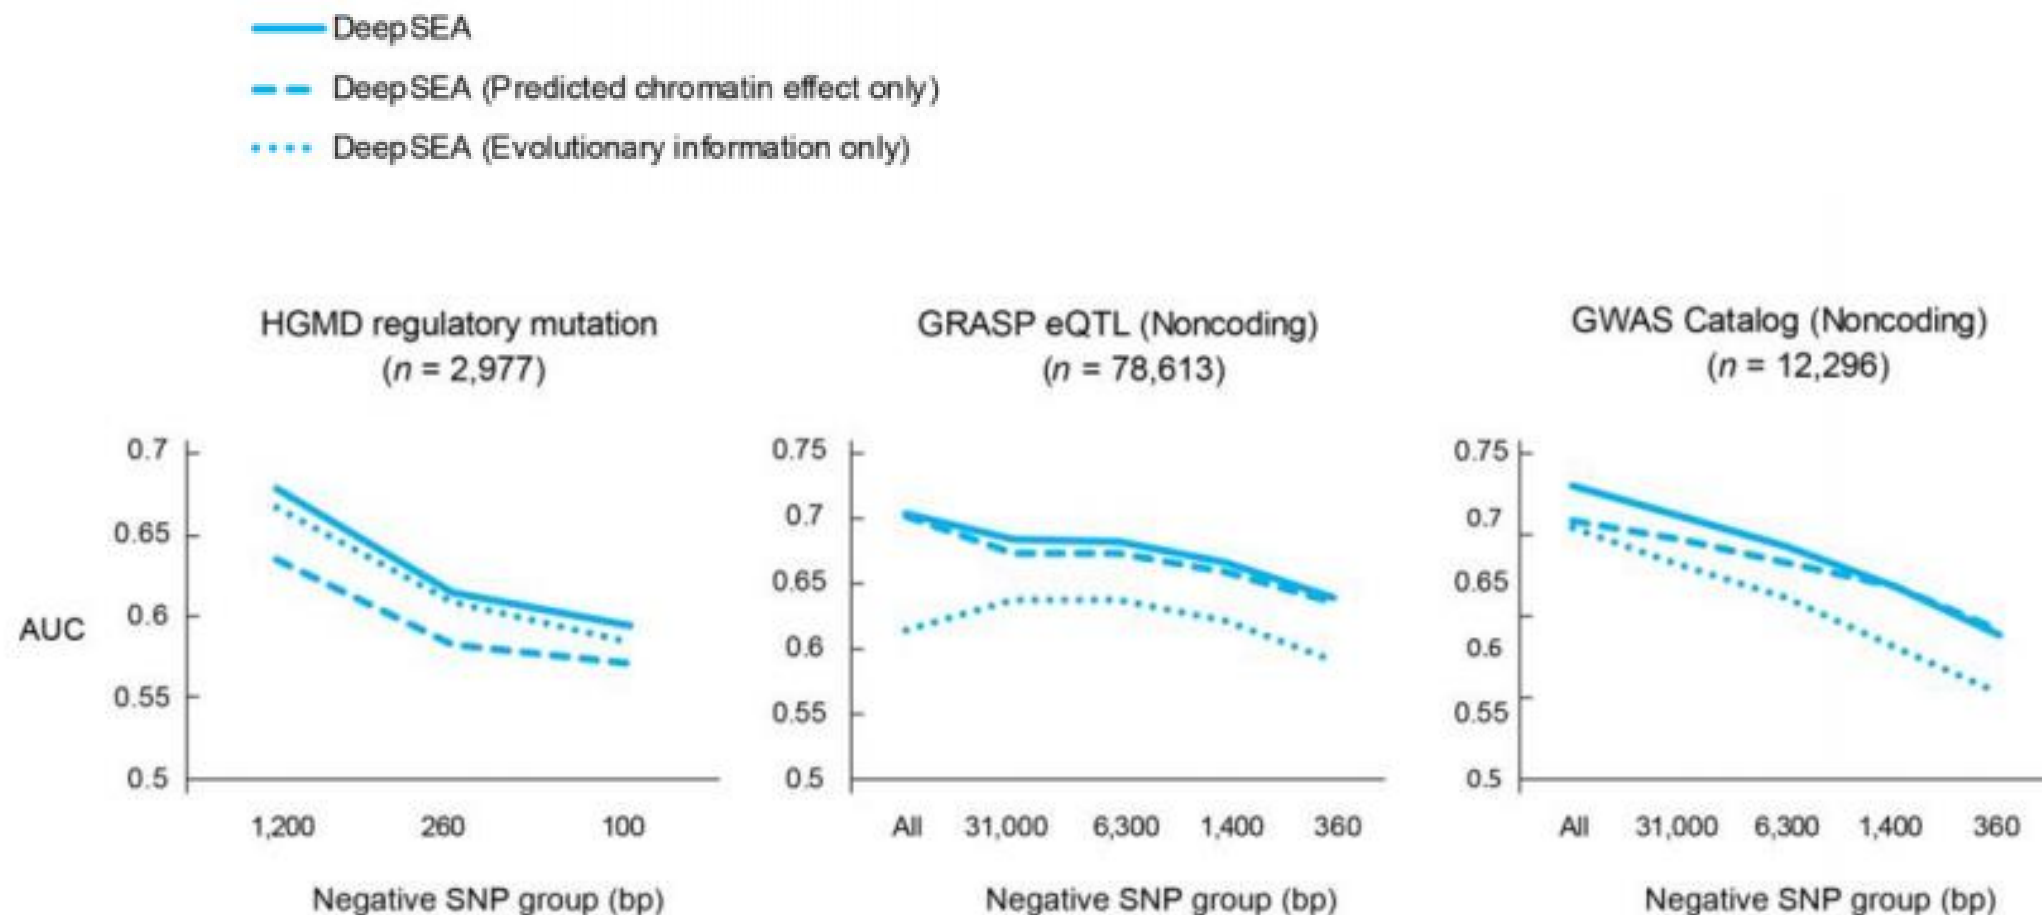 DeepSEA
DeepSEA (Predicted chromatin effect only)
DeepSEA (Evolutionary information only)
HGMD regulatory mutation
(n = 2,977)
GRASP eQTL (Noncoding)
(n = 78,613)
GWAS Catalog (Noncoding)
(n = 12,296)
AUC
0.7
0.65
0.6
0.55
0.5
1,200 260 100
Negative SNP group (bp)
0.75
0.7
0.65
0.6
0.55
0.5
All 31,000 6,300 1,400 360
Negative SNP group (bp)
0.75
0.7
0.65
0.6
0.55
0.5
All 31,000 6,300 1,400 360
Negative SNP group (bp)